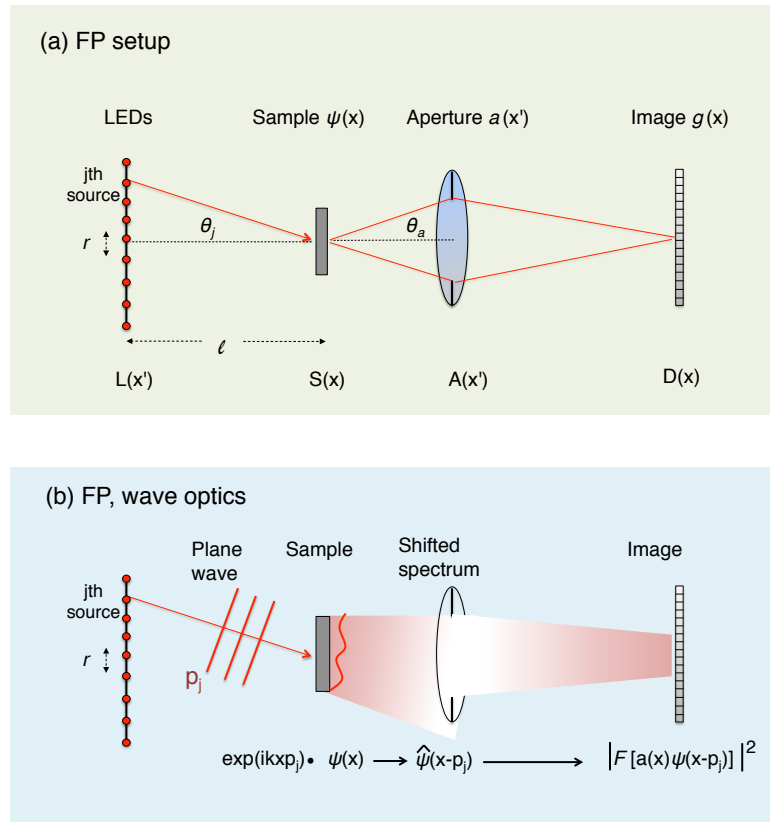 (a) FP setup
LEDs
Sample ψ(x)
Aperture a(x')
Image g(x)
jth
source
θj
θa
r
ℓ
L(x')
S(x)
A(x')
D(x)
(b) FP, wave optics
Plane
wave
Sample
Shifted
spectrum
Image
jth
source
r
pj
exp(ikxpj)• ψ(x) → ψ̂(x-pj) → |F[a(x)ψ(x-pj)]|²